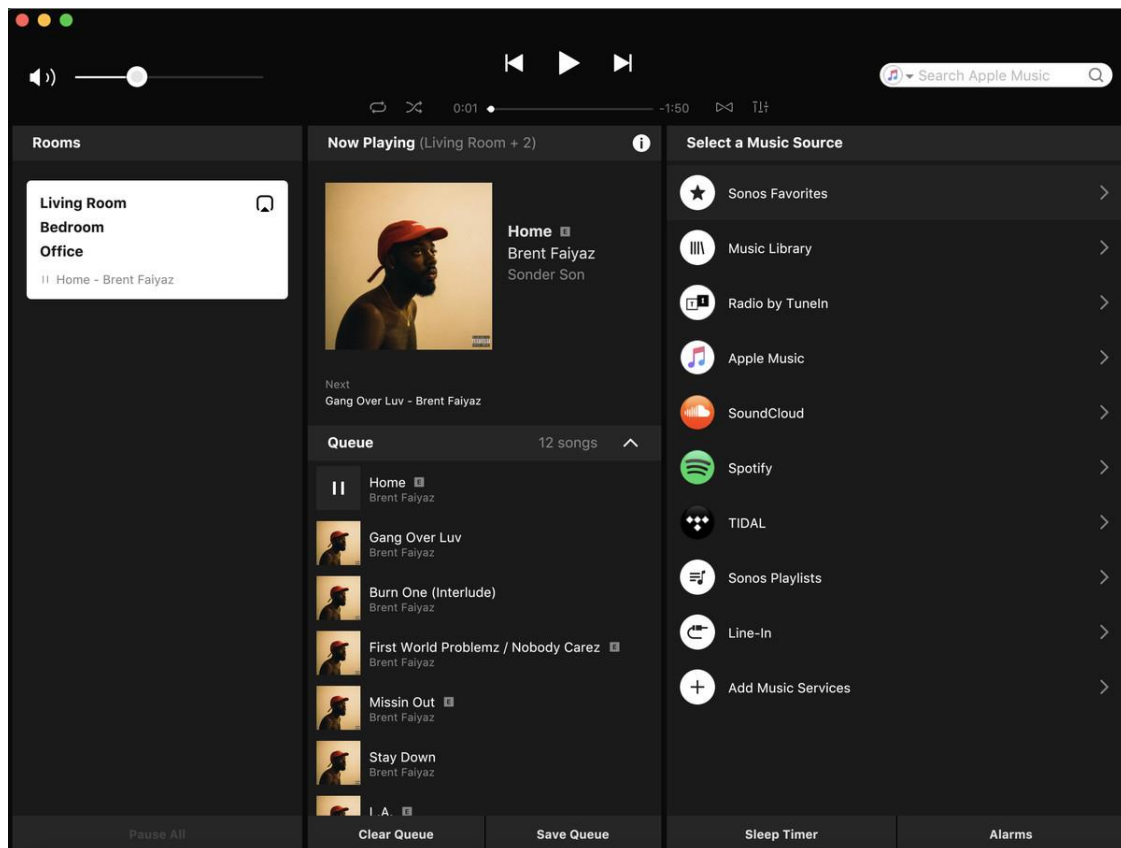 Search Apple Music
0:01
-1:50
Rooms
Living Room
Bedroom
Office
Home - Brent Faiyaz
Pause All
Now Playing (Living Room + 2)
Home E
Brent Faiyaz
Sonder Son
Next
Gang Over Luv - Brent Faiyaz
Queue 12 songs
Home E
Brent Faiyaz
Gang Over Luv
Brent Faiyaz
Burn One (Interlude)
Brent Faiyaz
First World Problemz / Nobody Carez E
Brent Faiyaz
Missin Out E
Brent Faiyaz
Stay Down
Brent Faiyaz
L.A. E
Clear Queue
Save Queue
Select a Music Source
Sonos Favorites
Music Library
Radio by TuneIn
Apple Music
SoundCloud
Spotify
TIDAL
Sonos Playlists
Line-In
Add Music Services
Sleep Timer
Alarms